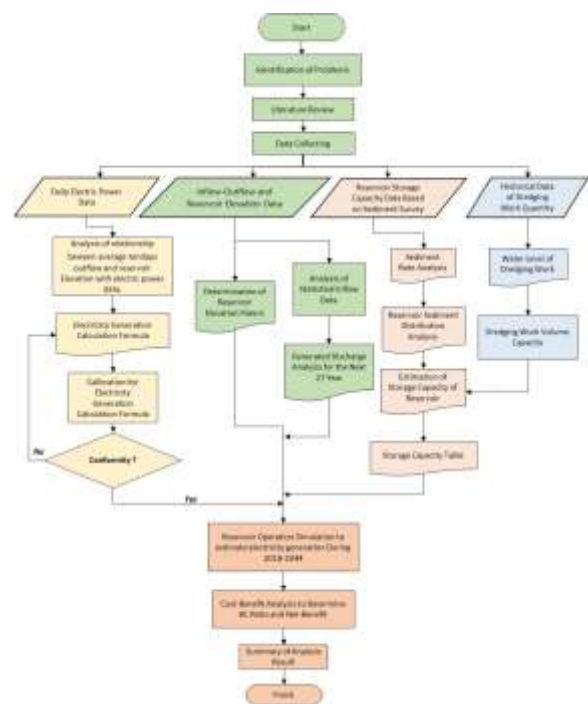 Start
Identification of Problems
Literature Review
Data Collecting
Daily Electric Power
Data
Inflow-Outflow and
Reservoir Elevation Data
Reservoir Storage
Capacity Data Based
on Sediment Survey
Historical Data
of Dredging
Work Quantity
Analysis of relationship
between average
outflow and reservoir
Elevation with electric power
data
Electricity Generation
Calculation Formula
Calibration for
Electricity
Generation
Calculation Formula
Conformity ?
No
Yes
Determination of
Reservoir
Elevation Pattern
Analysis of
Statistical Flow
Data
Generated Discharge
Analysis for the Next
27 Year
Sediment
Rate Analysis
Reservoir Sediment
Distribution
Analysis
Estimation of
Storage Capacity of
Reservoir
Storage Capacity Table
Water Level of
Dredging Work
Dredging Work Volume
Capacity
Reservoir Operation Simulation to
estimate electricity generation During
2018-2044
Cost-Benefit Analysis to Determine
BC Ratio and Net-Benefit
Summary of Analysis
Result
Finish